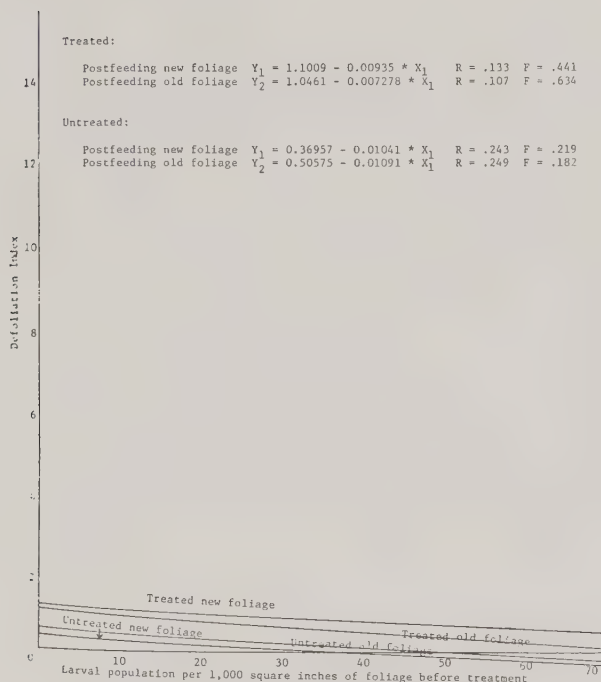 Treated:
Postfeeding new foliage Y₁ = 1.1009 - 0.00935 * X₁ R = .133 F = .441
Postfeeding old foliage Y₂ = 1.0461 - 0.007278 * X₁ R = .107 F = .634
Untreated:
Postfeeding new foliage Y₁ = 0.36957 - 0.01041 * X₁ R = .243 F = .219
Postfeeding old foliage Y₂ = 0.50575 - 0.01091 * X₁ R = .249 F = .182
Defoliation Index
14
12
10
8
6
2
0
Treated new foliage
Treated old foliage
Untreated new foliage
Untreated old foliage
10 20 30 40 50 60 70
Larval population per 1,000 square inches of foliage before treatment